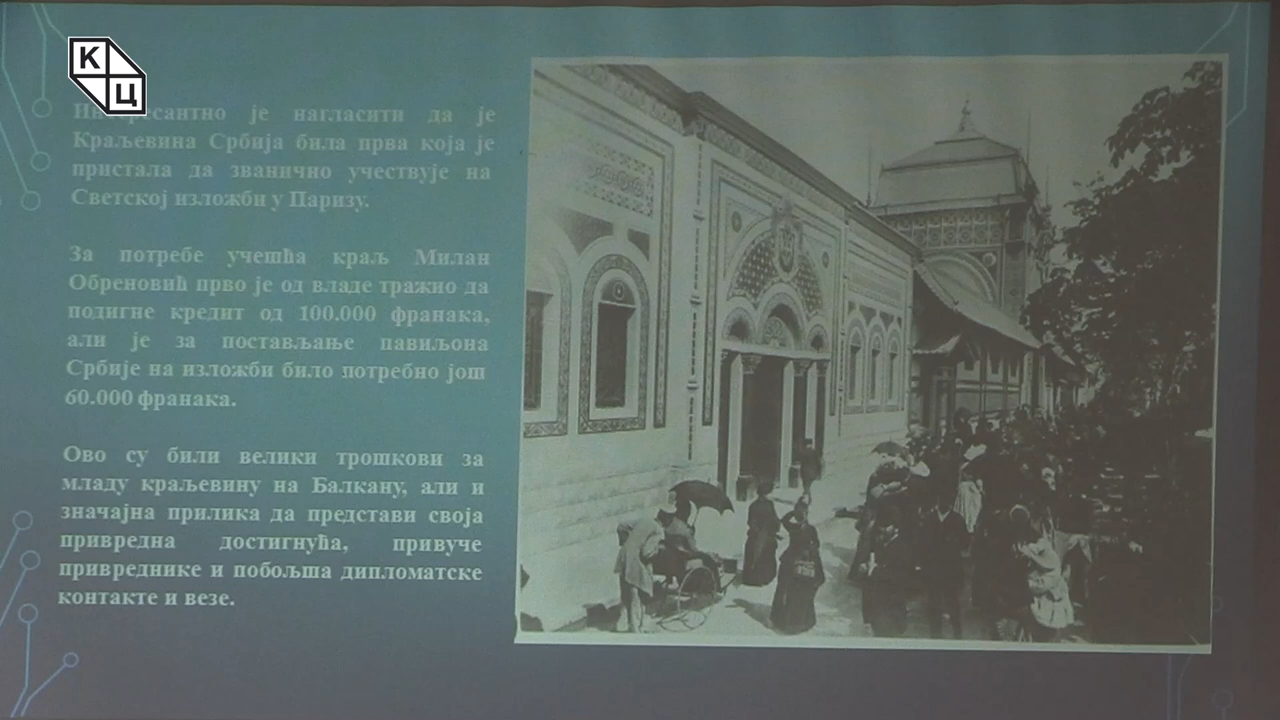 К
Ц
Интересантно је нагласити да је
Краљевина Србија била прва која је
пристала да званично учествује на
Светској изложби у Паризу.
За потребе учешћа краљ Милан
Обреновић прво је од владе тражио да
подигне кредит од 100.000 франака,
али је за постављање павиљона
Србије на изложби било потребно још
60.000 франака.
Ово су били велики трошкови за
младу краљевину на Балкану, али и
значајна прилика да представи своја
привредна достигнућа, привуче
привреднике и побољша дипломатске
контакте и везе.